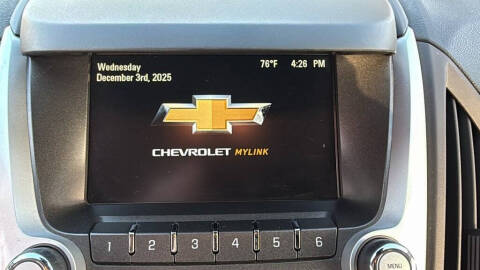 Wednesday 76°F 4:26 PM
December 3rd, 2025
CHEVROLET MYLINK
1 2 3 4 5 6
MENU